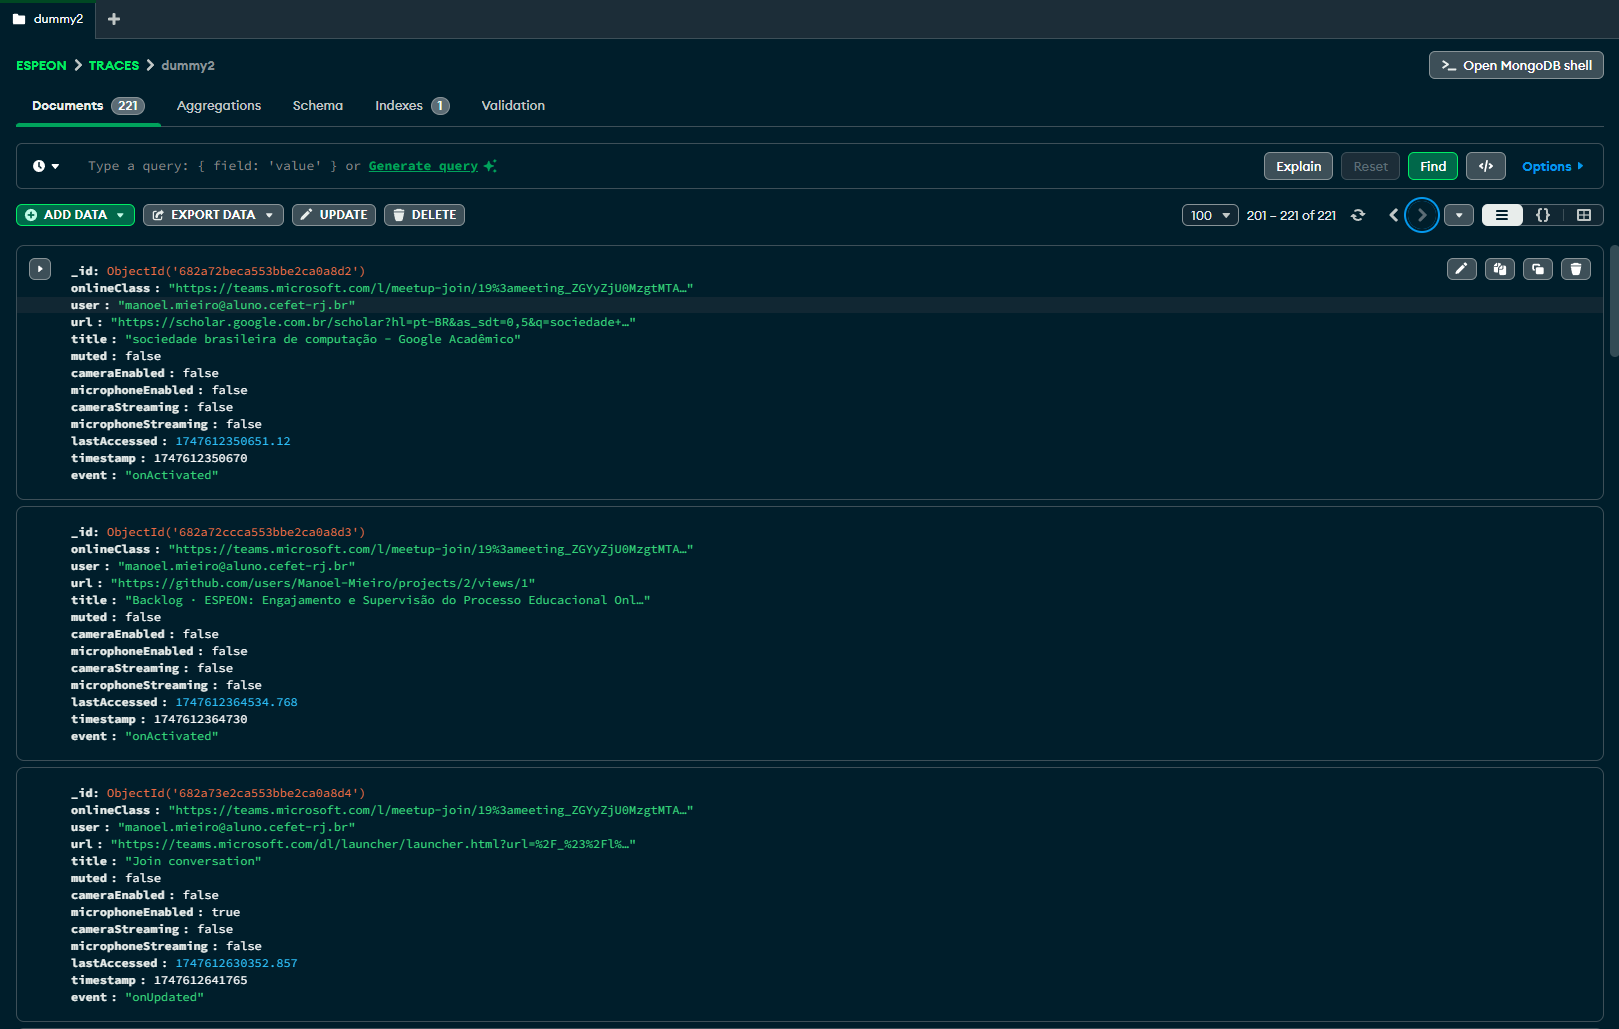 dummy2
ESPEON > TRACES > dummy2
>_ Open MongoDB shell
Documents 221 Aggregations Schema Indexes 1 Validation
Type a query: { field: 'value' } or Generate query
Explain Reset Find </> Options
ADD DATA EXPORT DATA UPDATE DELETE
100 201 – 221 of 221 {}
_id: ObjectId('682a72beca553bbe2ca0a8d2')
onlineClass : "https://teams.microsoft.com/l/meetup-join/19%3ameeting_ZGYyZjU0MzgtMTA…"
user : "manoel.mieiro@aluno.cefet-rj.br"
url : "https://scholar.google.com.br/scholar?hl=pt-BR&as_sdt=0,5&q=sociedade+…"
title : "sociedade brasileira de computação - Google Acadêmico"
muted : false
cameraEnabled : false
microphoneEnabled : false
cameraStreaming : false
microphoneStreaming : false
lastAccessed : 1747612350651.12
timestamp : 1747612350670
event : "onActivated"
_id: ObjectId('682a72ccca553bbe2ca0a8d3')
onlineClass : "https://teams.microsoft.com/l/meetup-join/19%3ameeting_ZGYyZjU0MzgtMTA…"
user : "manoel.mieiro@aluno.cefet-rj.br"
url : "https://github.com/users/Manoel-Mieiro/projects/2/views/1"
title : "Backlog · ESPEON: Engajamento e Supervisão do Processo Educacional Onl…"
muted : false
cameraEnabled : false
microphoneEnabled : false
cameraStreaming : false
microphoneStreaming : false
lastAccessed : 1747612364534.768
timestamp : 1747612364730
event : "onActivated"
_id: ObjectId('682a73e2ca553bbe2ca0a8d4')
onlineClass : "https://teams.microsoft.com/l/meetup-join/19%3ameeting_ZGYyZjU0MzgtMTA…"
user : "manoel.mieiro@aluno.cefet-rj.br"
url : "https://teams.microsoft.com/dl/launcher/launcher.html?url=%2F_%23%2Fl%…"
title : "Join conversation"
muted : false
cameraEnabled : false
microphoneEnabled : true
cameraStreaming : false
microphoneStreaming : false
lastAccessed : 1747612630352.857
timestamp : 1747612641765
event : "onUpdated"